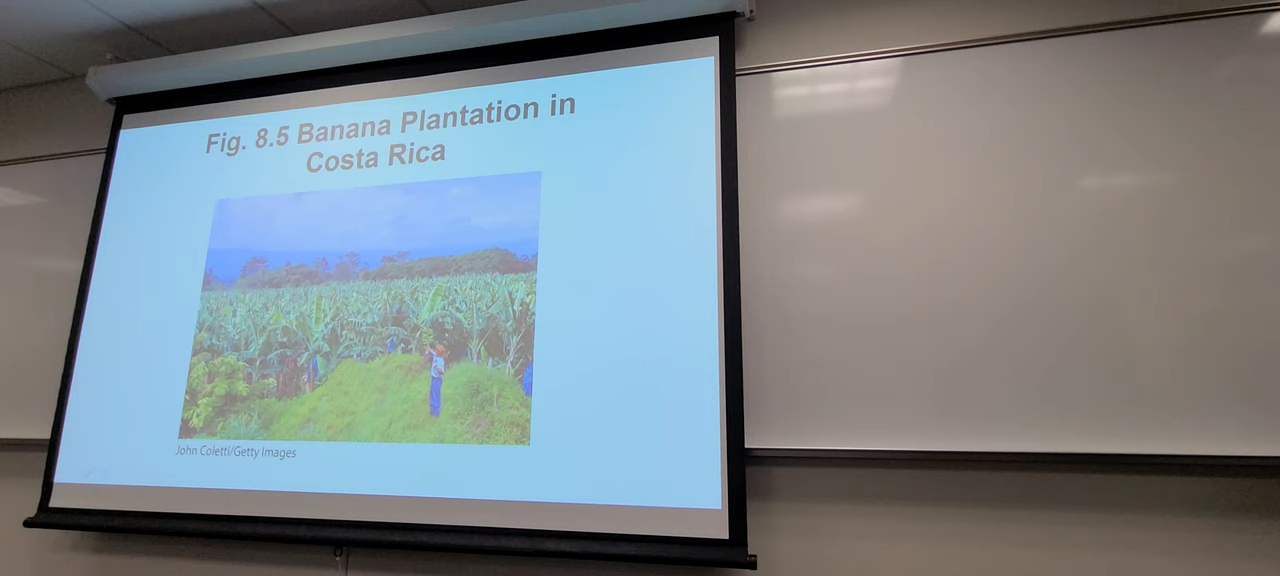 Fig. 8.5 Banana Plantation in
Costa Rica
John Coletti/Getty Images